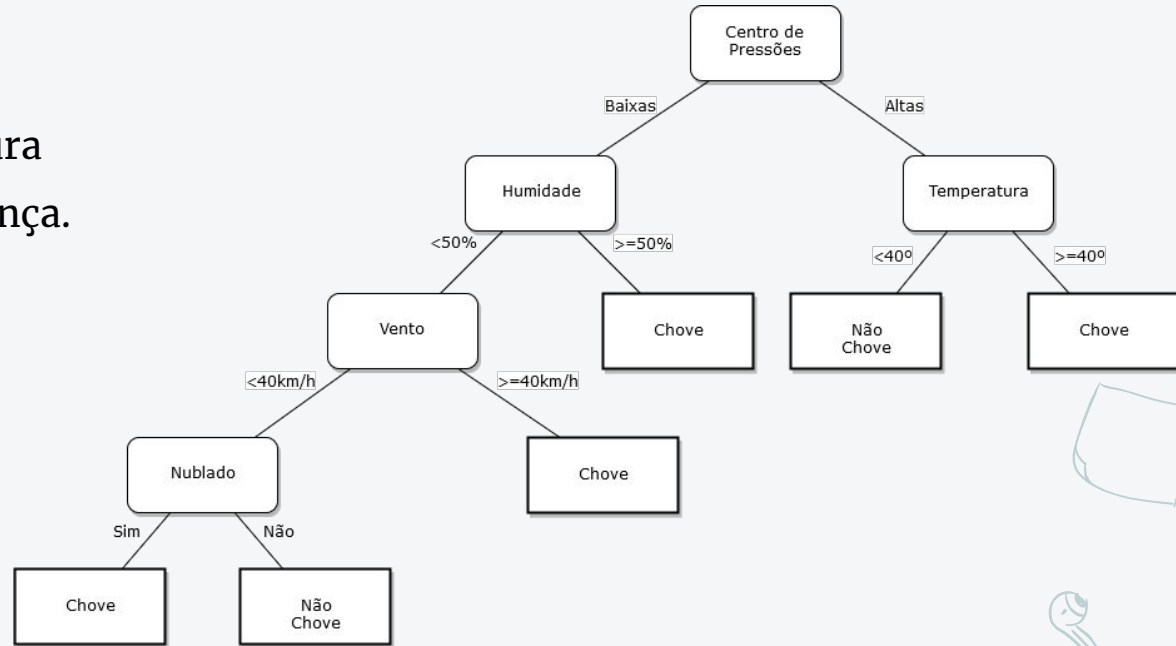 Centro de
Pressões
Baixas
Altas
Humidade
Temperatura
<50%
>=50%
<40º
>=40º
Vento
Chove
Não
Chove
Chove
<40km/h
>=40km/h
Nublado
Chove
Sim
Não
Chove
Não
Chove